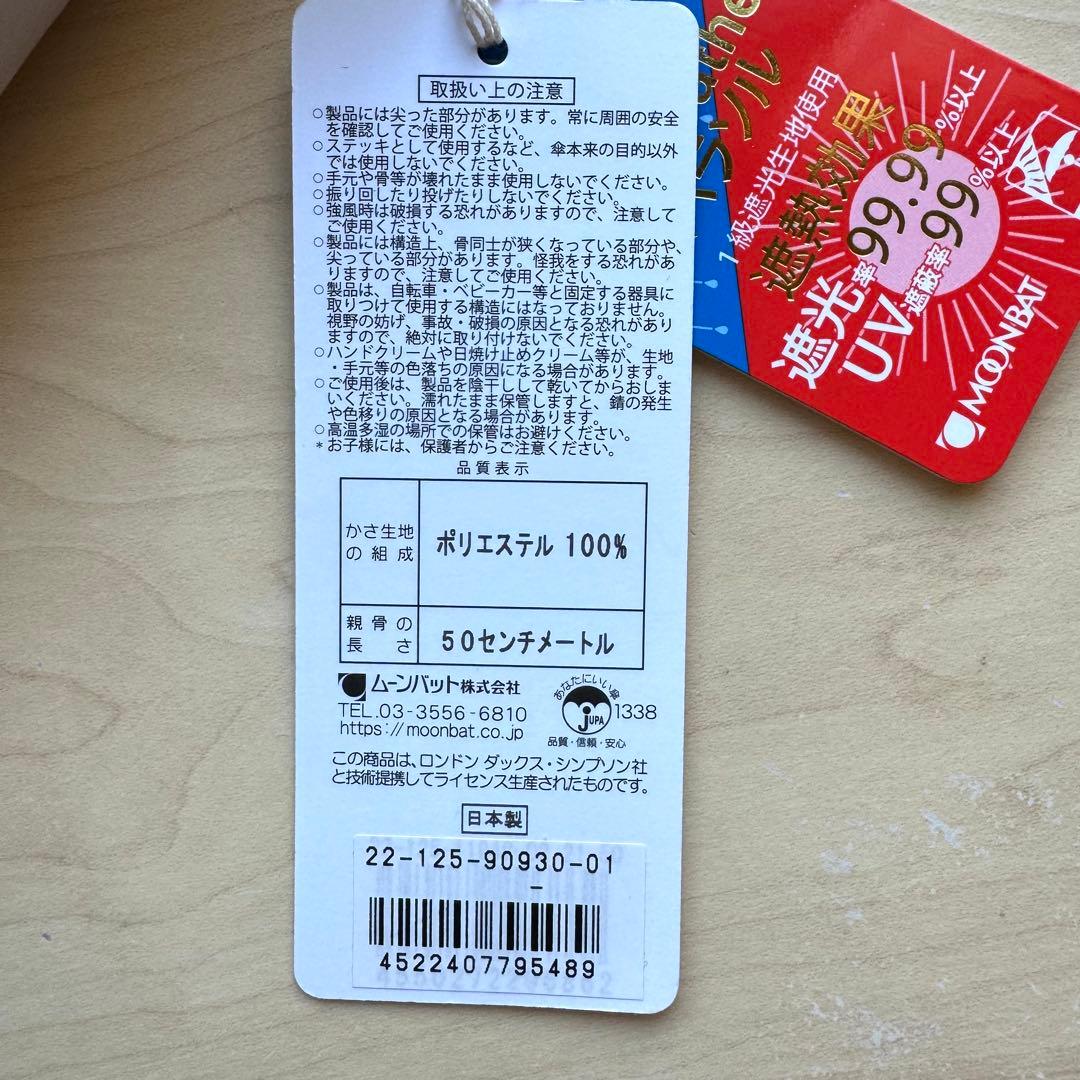 取扱い上の注意
○製品には尖った部分があります。常に周囲の安全
を確認してご使用ください。
○ステッキとして使用するなど、傘本来の目的以外
では使用しないでください。
○手元や骨等が壊れたまま使用しないでください。
○振り回したり投げたりしないでください。
○強風時は破損する恐れがありますので、注意して
ご使用ください。
○製品には構造上、骨同士が狭くなっている部分や、
尖っている部分があります。怪我をする恐れがあ
りますので、注意してご使用ください。
○製品は、自転車・ベビーカー等と固定する器具に
取りつけて使用する構造にはなっておりません。
視野の妨げ、事故・破損の原因となる恐れがあり
ますので、絶対に取り付けないでください。
○ハンドクリームや日焼け止めクリーム等が、生地
・手元等の色落ちの原因になる場合があります。
○ご使用後は、製品を陰干しして乾いてからおしま
いください。濡れたまま保管しますと、錆の発生
や色移りの原因となる場合があります。
○高温多湿の場所での保管はお避けください。
*お子様には、保護者からご注意ください。
品質表示
かさ生地
の組成
ポリエステル 100%
親骨の
長さ
50センチメートル
ムーンバット株式会社
TEL.03-3556-6810
https://moonbat.co.jp
あなたにいい傘
JUPA
1338
品質・信頼・安心
この商品は、ロンドン ダックス・シンプソン社
と技術提携してライセンス生産されたものです。
日本製
22-125-90930-01
-
4522407795489
1級遮光生地使用
遮熱効果
遮光率99.99%以上
UV遮蔽率99%以上
MOONBAT